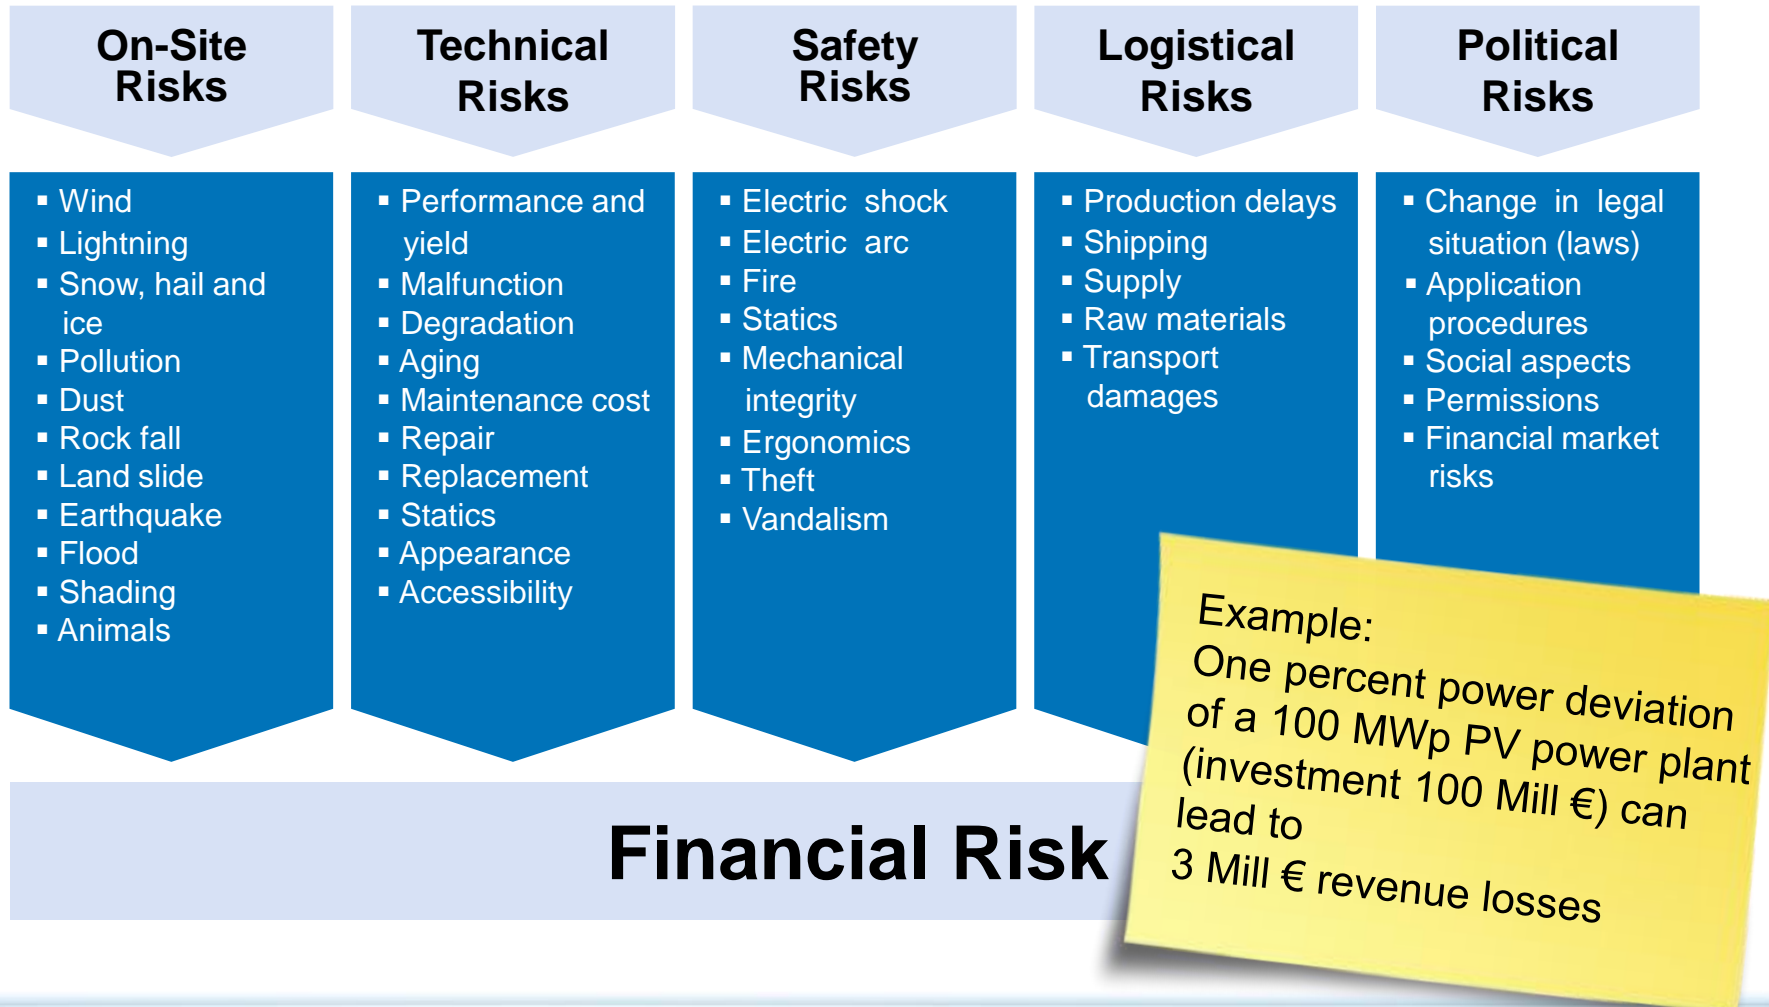 On-Site
Risks
▪ Wind
▪ Lightning
▪ Snow, hail and
ice
▪ Pollution
▪ Dust
▪ Rock fall
▪ Land slide
▪ Earthquake
▪ Flood
▪ Shading
▪ Animals
Technical
Risks
▪ Performance and
yield
▪ Malfunction
▪ Degradation
▪ Aging
▪ Maintenance cost
▪ Repair
▪ Replacement
▪ Statics
▪ Appearance
▪ Accessibility
Safety
Risks
▪ Electric shock
▪ Electric arc
▪ Fire
▪ Statics
▪ Mechanical
integrity
▪ Ergonomics
▪ Theft
▪ Vandalism
Logistical
Risks
▪ Production delays
▪ Shipping
▪ Supply
▪ Raw materials
▪ Transport
damages
Political
Risks
▪ Change in legal
situation (laws)
▪ Application
procedures
▪ Social aspects
▪ Permissions
▪ Financial market
risks
Financial Risk
Example:
One percent power deviation
of a 100 MWp PV power plant
(investment 100 Mill €) can
lead to
3 Mill € revenue losses